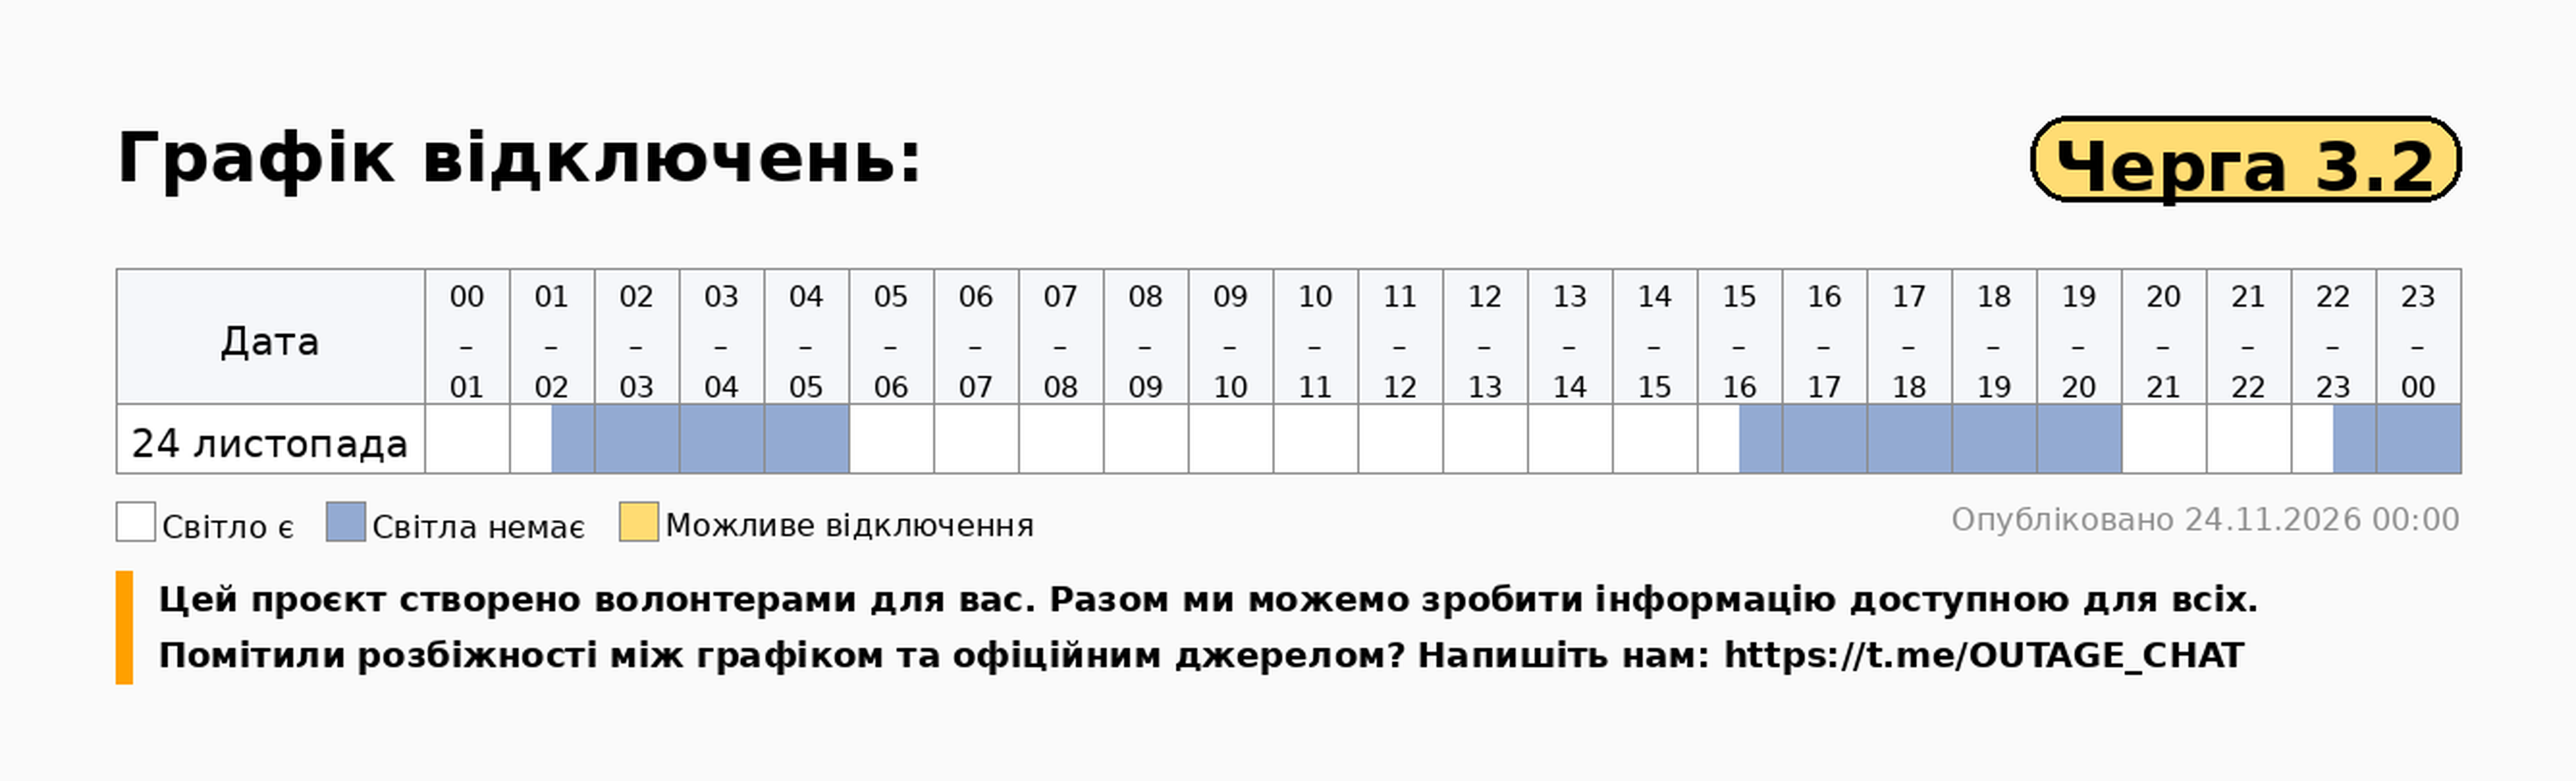 Графік відключень:
Черга 3.2
Дата
00 – 01
01 – 02
02 – 03
03 – 04
04 – 05
05 – 06
06 – 07
07 – 08
08 – 09
09 – 10
10 – 11
11 – 12
12 – 13
13 – 14
14 – 15
15 – 16
16 – 17
17 – 18
18 – 19
19 – 20
20 – 21
21 – 22
22 – 23
23 – 00
24 листопада
Світло є
Світла немає
Можливе відключення
Опубліковано 24.11.2026 00:00
Цей проєкт створено волонтерами для вас. Разом ми можемо зробити інформацію доступною для всіх.
Помітили розбіжності між графіком та офіційним джерелом? Напишіть нам: https://t.me/OUTAGE_CHAT